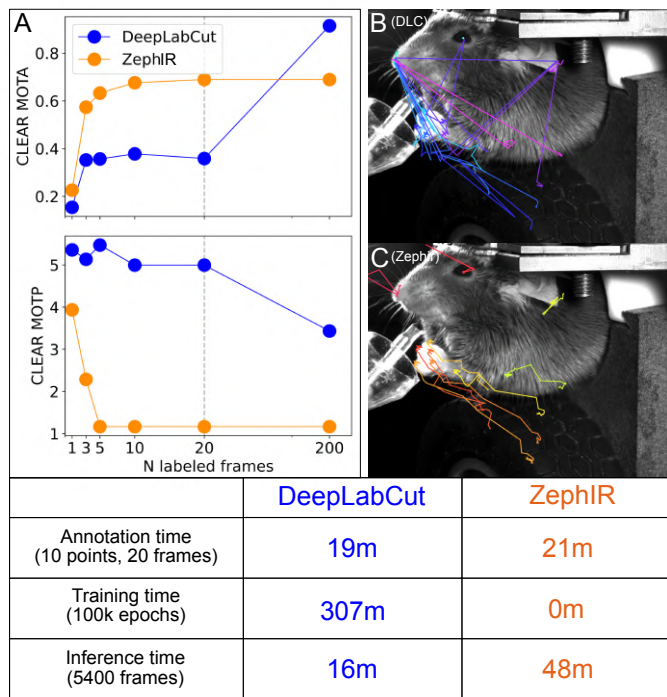 A
DeepLabCut
ZephIR
CLEAR MOTA
0.8
0.6
0.4
0.2
CLEAR MOTP
5
4
3
2
1
1 3 5 10 20 200
N labeled frames
B (DLC)
C (Zephir)
DeepLabCut ZephIR
Annotation time
(10 points, 20 frames)
19m 21m
Training time
(100k epochs)
307m 0m
Inference time
(5400 frames)
16m 48m